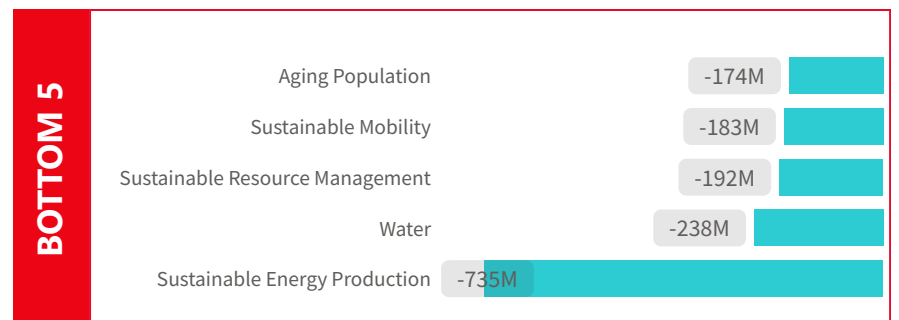 BOTTOM 5
Aging Population -174M
Sustainable Mobility -183M
Sustainable Resource Management -192M
Water -238M
Sustainable Energy Production -735M